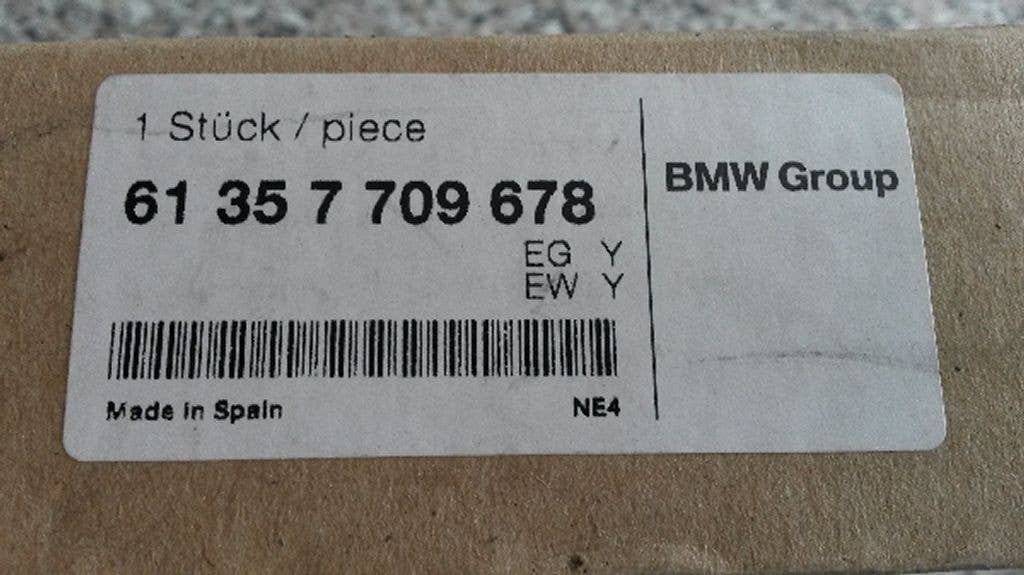 1 Stück / piece
61 35 7 709 678
EG Y
EW Y
Made in Spain
NE4
BMW Group